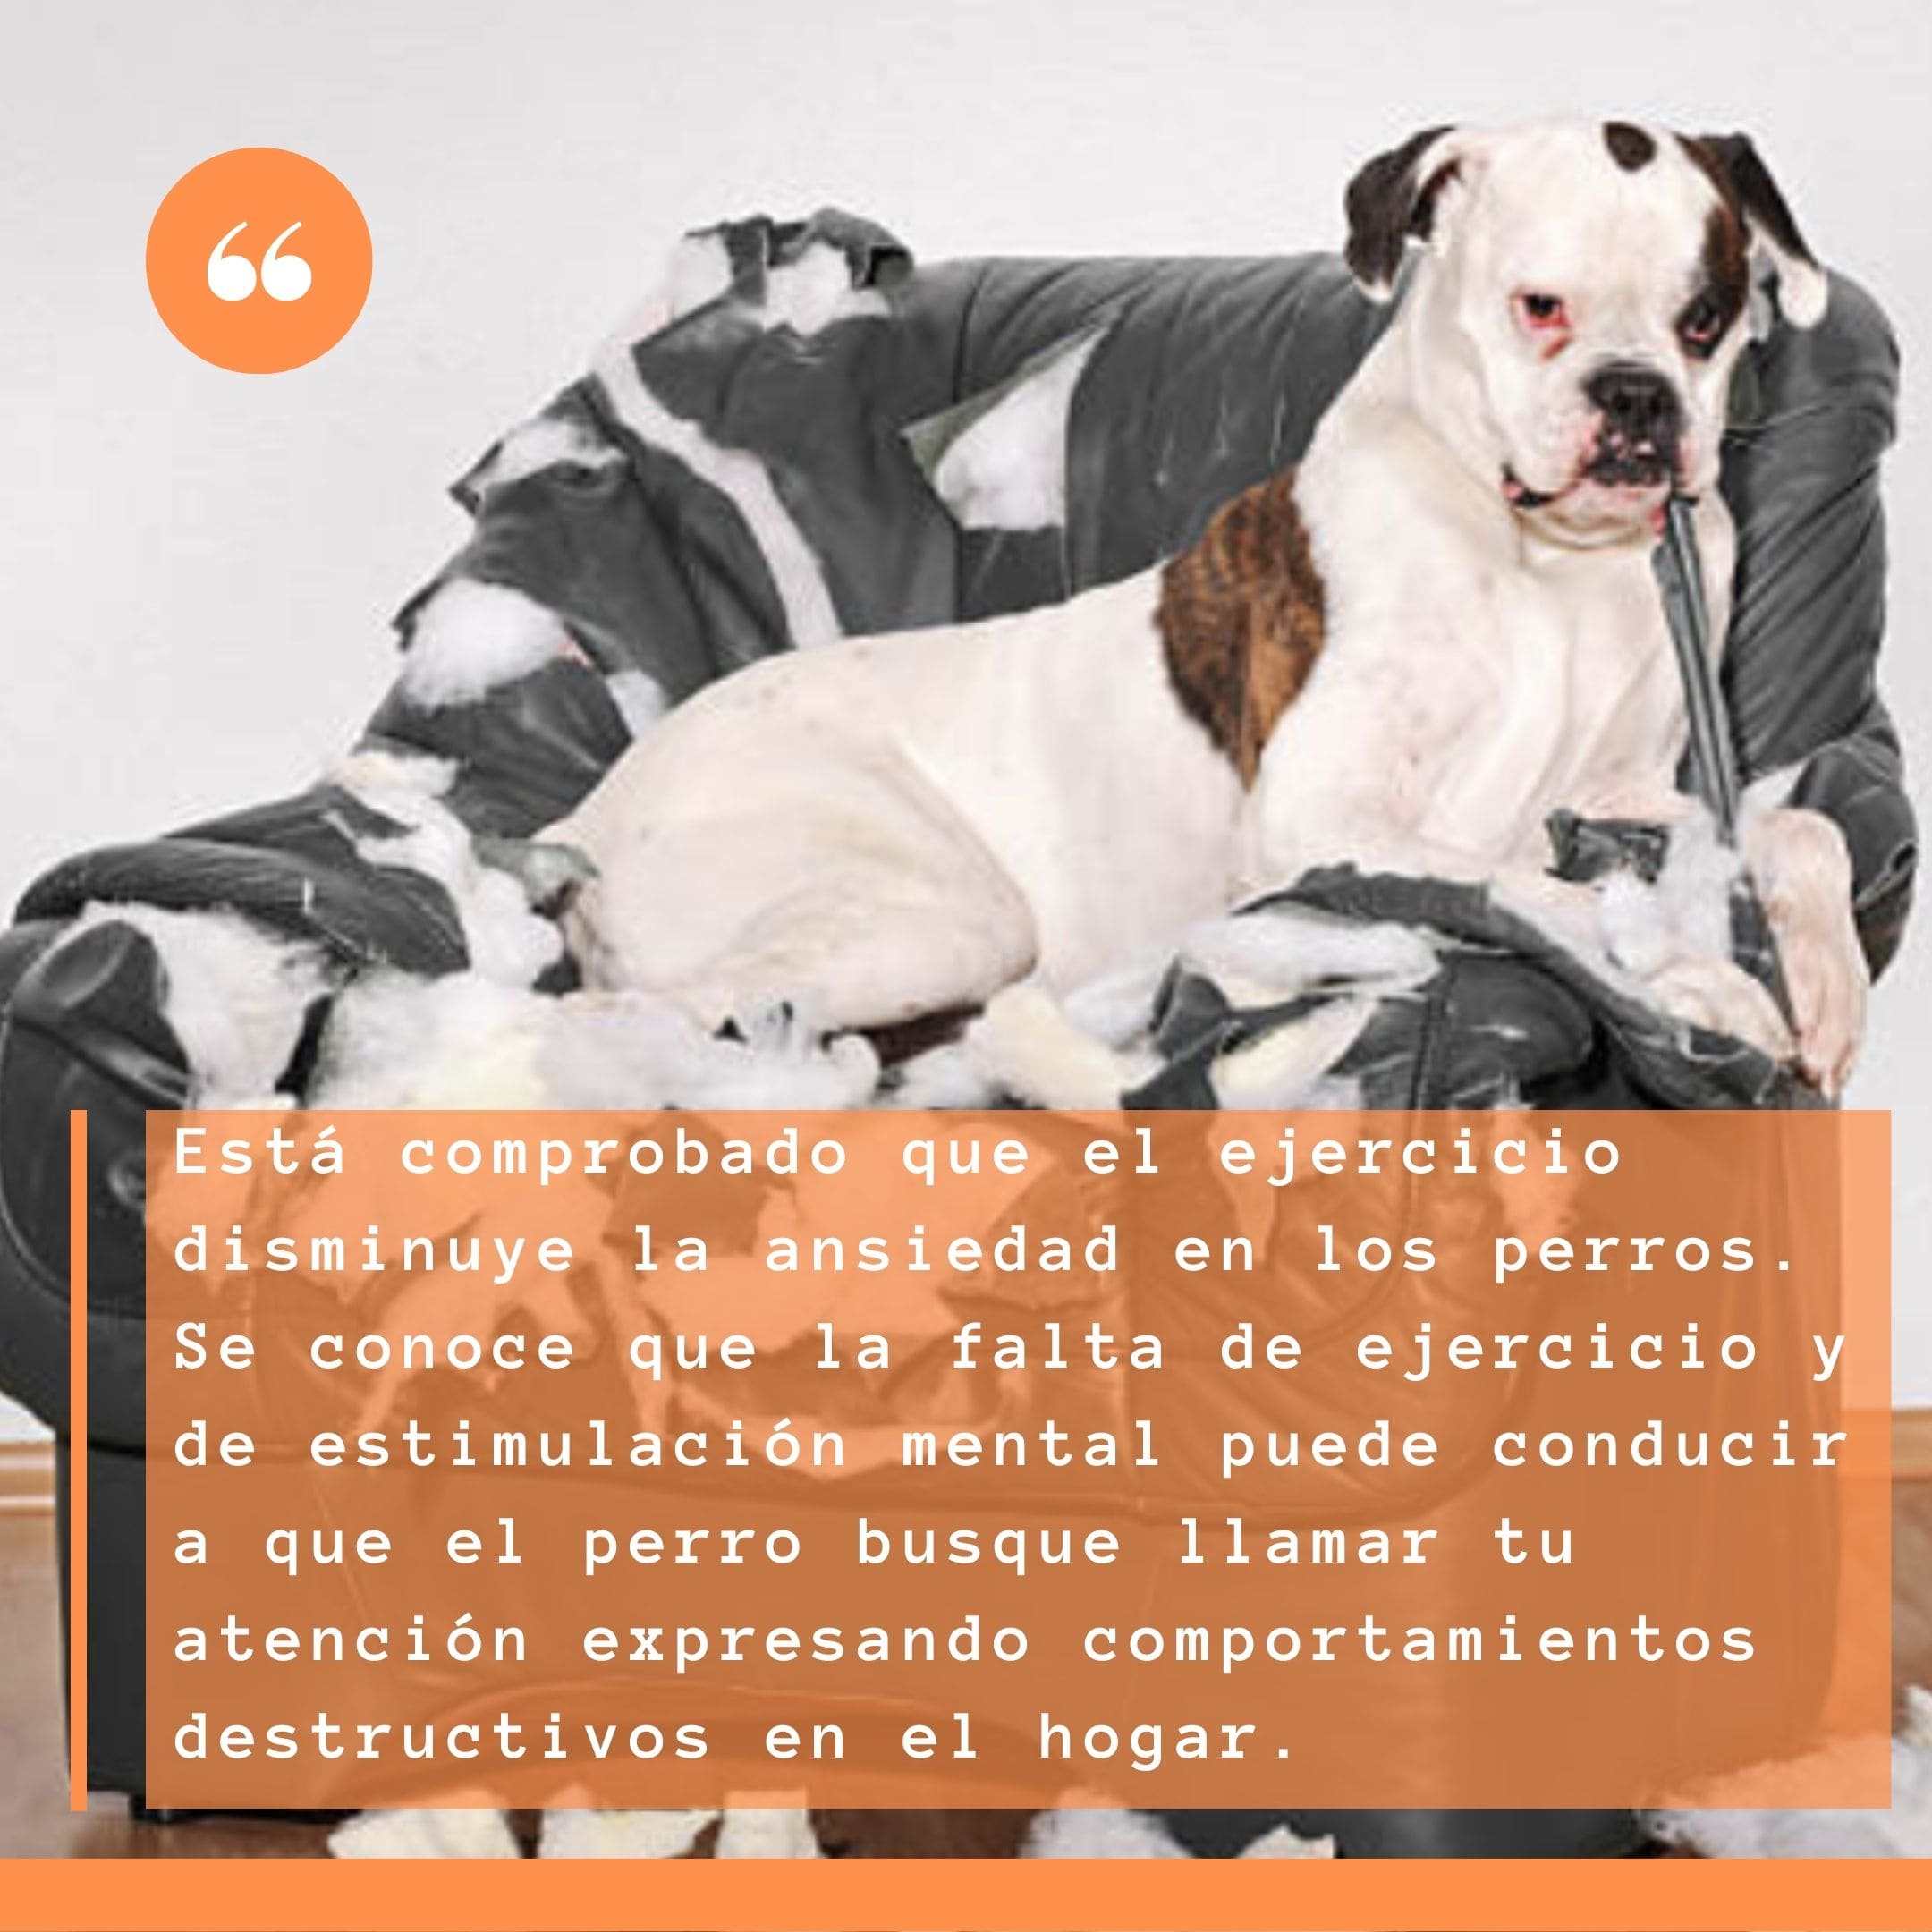 “
Está comprobado que el ejercicio
disminuye la ansiedad en los perros.
Se conoce que la falta de ejercicio y
de estimulación mental puede conducir
a que el perro busque llamar tu
atención expresando comportamientos
destructivos en el hogar.